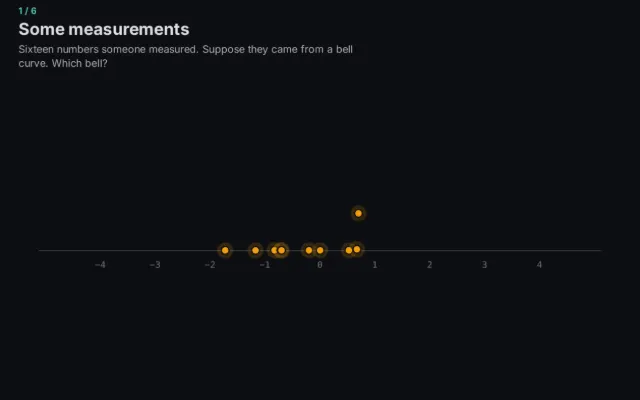 1 / 6
Some measurements
Sixteen numbers someone measured. Suppose they came from a bell
curve. Which bell?
−4 −3 −2 −1 0 1 2 3 4